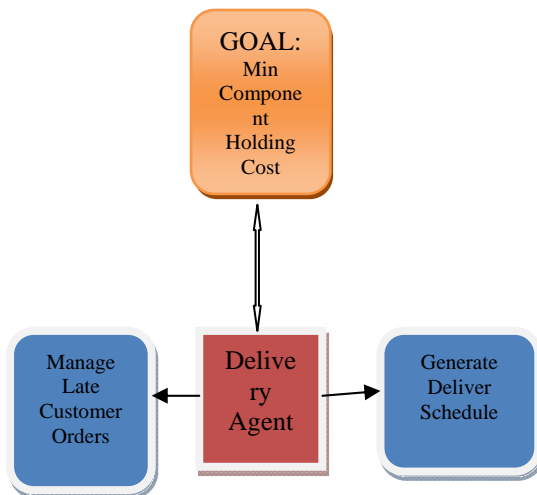 GOAL:
Min
Compone
nt
Holding
Cost
Manage
Late
Customer
Orders
Delive
ry
Agent
Generate
Deliver
Schedule